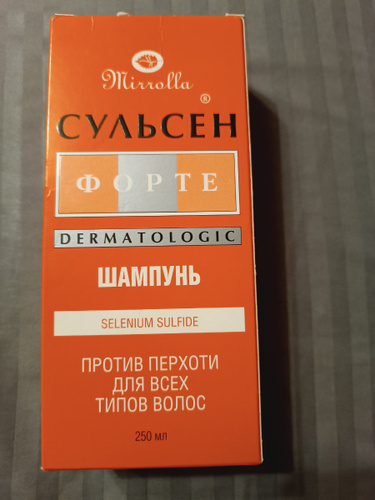 Mirrolla
®
СУЛЬСЕН
ФОРТЕ
DERMATOLOGIC
ШАМПУНЬ
SELENIUM SULFIDE
ПРОТИВ ПЕРХОТИ
ДЛЯ ВСЕХ
ТИПОВ ВОЛОС
250 мл